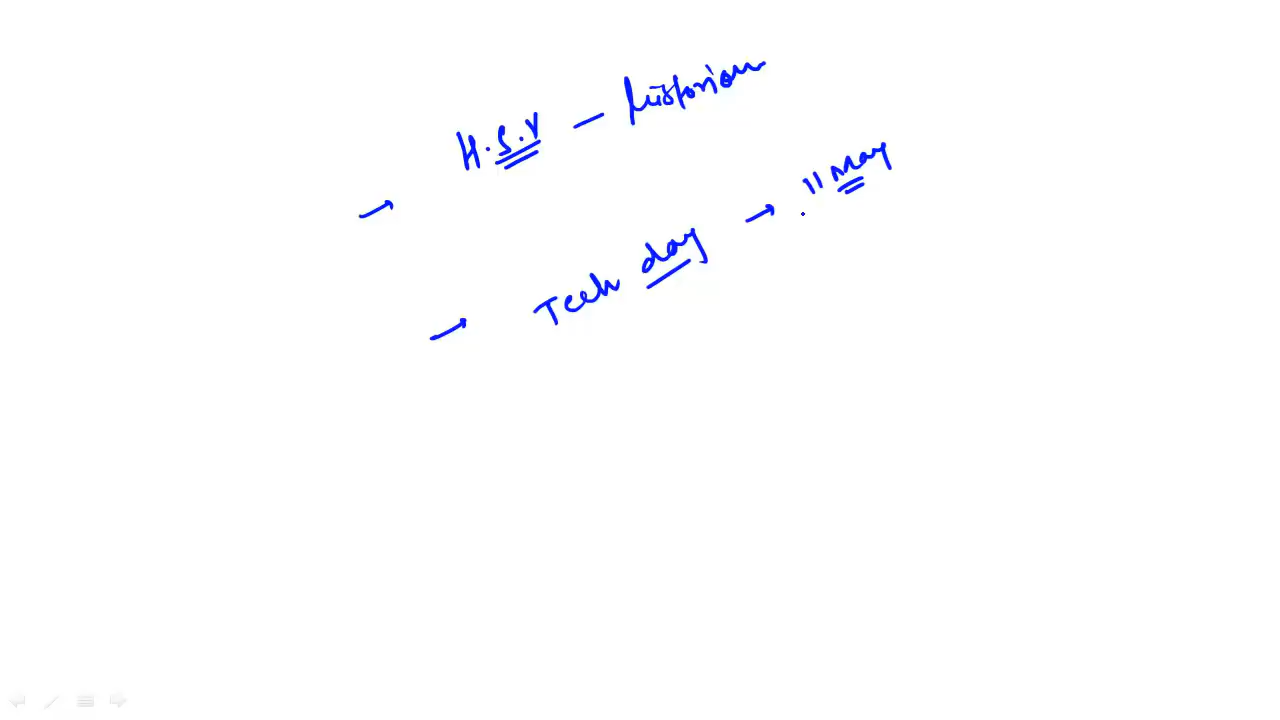 → H.S.V - historian
→ Tech day → 11 May